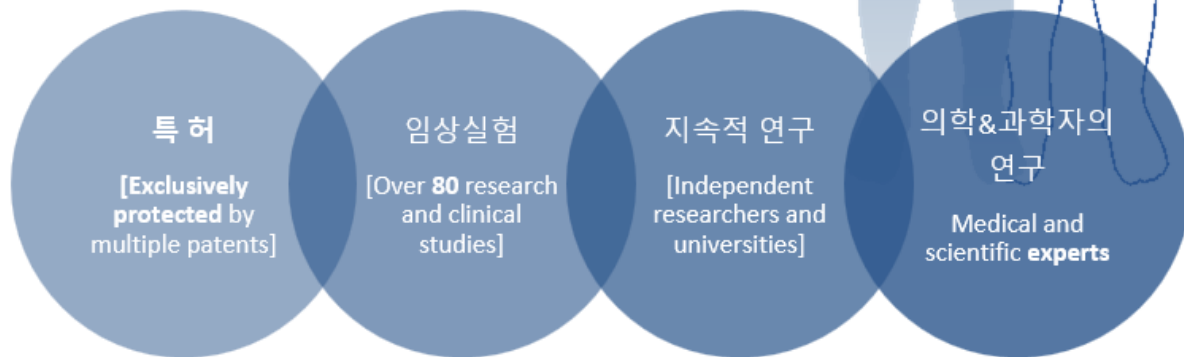 특 허
[Exclusively
protected by
multiple patents]
임상실험
[Over 80 research
and clinical
studies]
지속적 연구
[Independent
researchers and
universities]
의학&과학자의
연구
Medical and
scientific experts